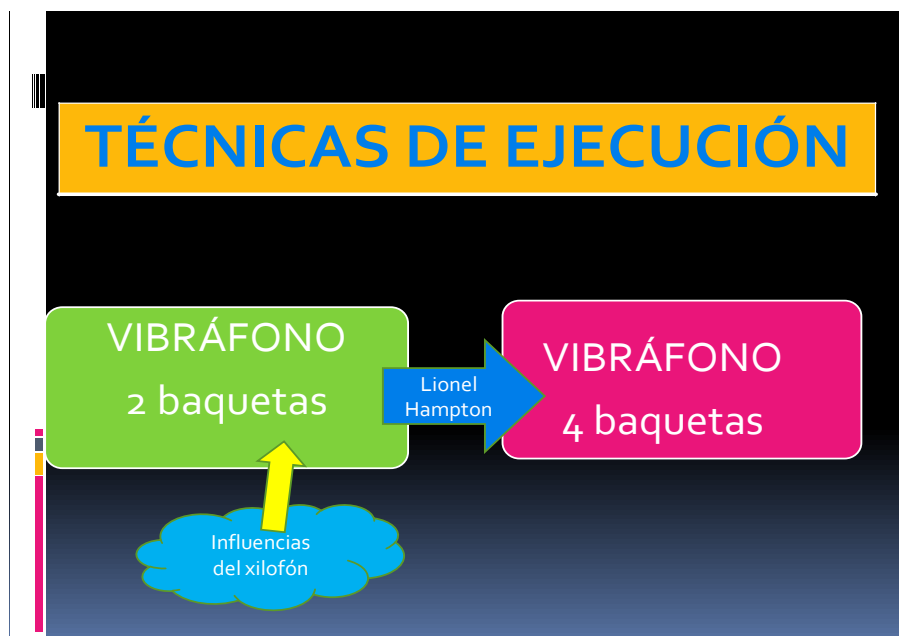 TÉCNICAS DE EJECUCIÓN
VIBRÁFONO
2 baquetas
Lionel
Hampton
VIBRÁFONO
4 baquetas
Influencias
del xilofón